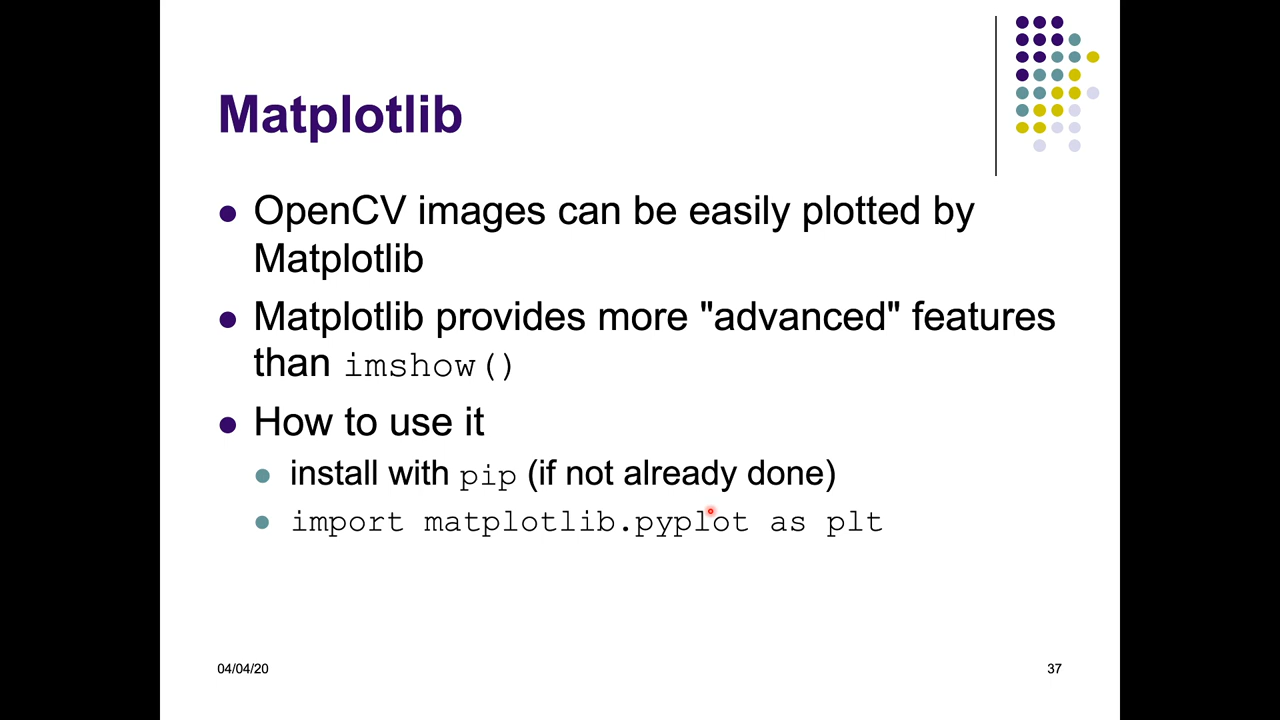 Matplotlib
OpenCV images can be easily plotted by
Matplotlib
Matplotlib provides more "advanced" features
than imshow()
How to use it
install with pip (if not already done)
import matplotlib.pyplot as plt
04/04/20
37